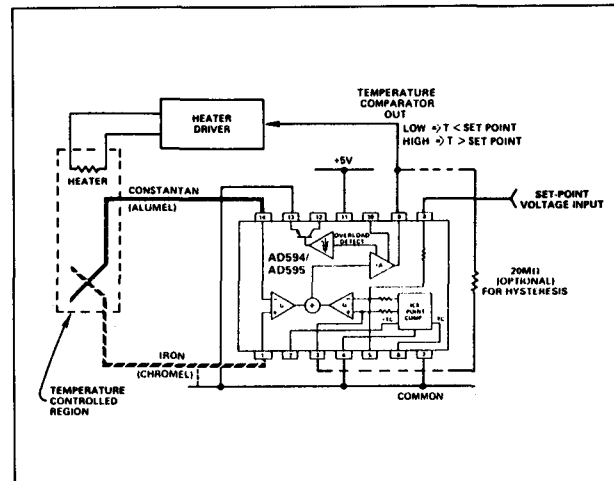 TEMPERATURE
COMPARATOR
OUT
LOW => T < SET POINT
HIGH => T > SET POINT
HEATER
DRIVER
HEATER
+5V
CONSTANTAN
(ALUMEL)
SET-POINT
VOLTAGE INPUT
14 13 12 11 10 9 8
OVERLOAD
DETECT
AD594/
AD595
+A
G
G
ICE
POINT
COMP
-TC
+TC
20MΩ
(OPTIONAL)
FOR HYSTERESIS
1 2 3 4 5 6 7
IRON
(CHROMEL)
COMMON
TEMPERATURE
CONTROLLED
REGION